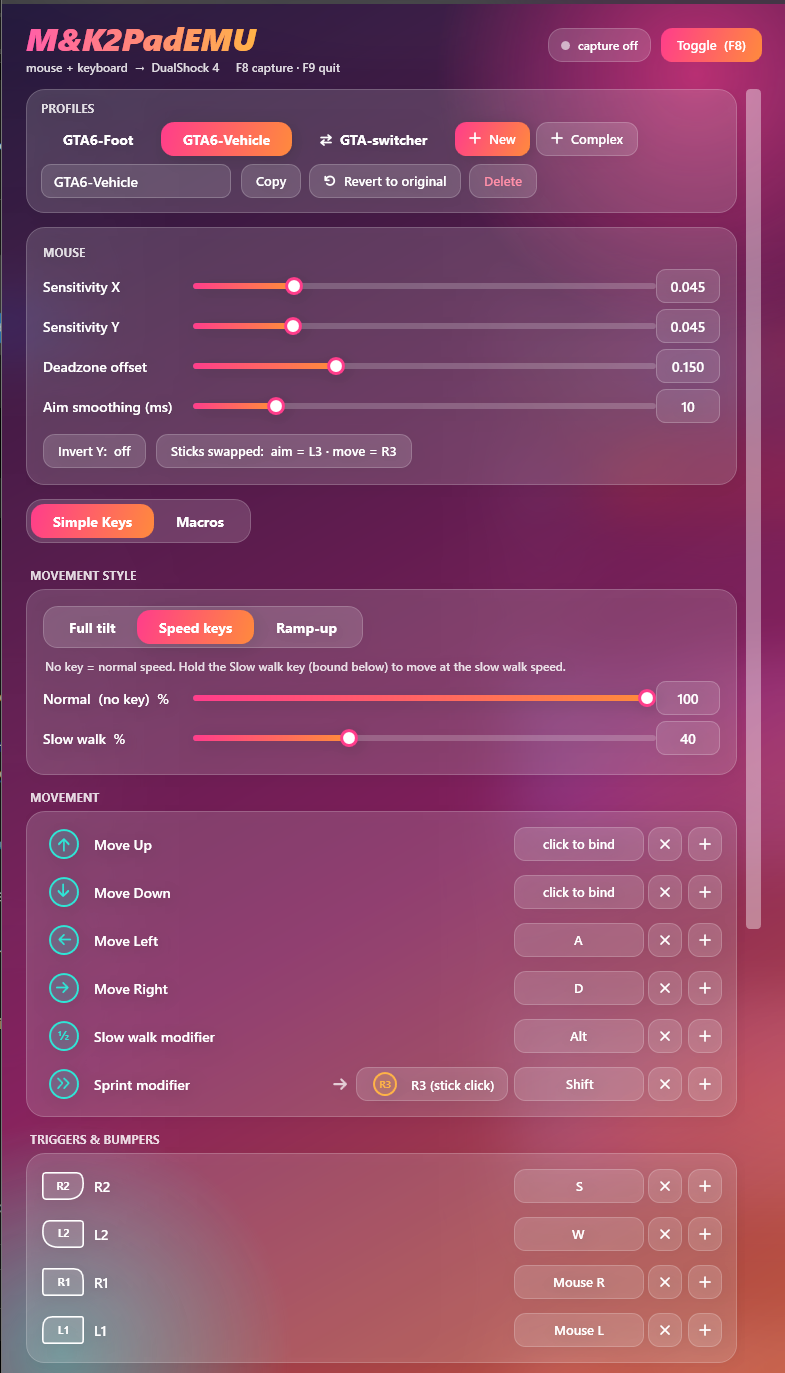 M&K2PadEMU
mouse + keyboard → DualShock 4 F8 capture · F9 quit
capture off
Toggle (F8)
PROFILES
GTA6-Foot GTA6-Vehicle ⇄ GTA-switcher + New + Complex
GTA6-Vehicle Copy Revert to original Delete
MOUSE
Sensitivity X 0.045
Sensitivity Y 0.045
Deadzone offset 0.150
Aim smoothing (ms) 10
Invert Y: off Sticks swapped: aim = L3 · move = R3
Simple Keys Macros
MOVEMENT STYLE
Full tilt Speed keys Ramp-up
No key = normal speed. Hold the Slow walk key (bound below) to move at the slow walk speed.
Normal (no key) % 100
Slow walk % 40
MOVEMENT
↑ Move Up click to bind × +
↓ Move Down click to bind × +
← Move Left A × +
→ Move Right D × +
½ Slow walk modifier Alt × +
» Sprint modifier → R3 R3 (stick click) Shift × +
TRIGGERS & BUMPERS
R2 R2 S × +
L2 L2 W × +
R1 R1 Mouse R × +
L1 L1 Mouse L × +